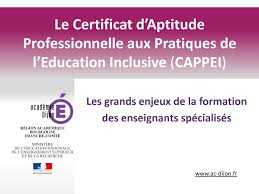 Le Certificat d’Aptitude
Professionnelle aux Pratiques de
l’Education Inclusive (CAPPEI)
Les grands enjeux de la formation
des enseignants spécialisés
académie
Dijon
RÉGION ACADÉMIQUE
BOURGOGNE
FRANCHE-COMTÉ
MINISTÈRE
DE L'ÉDUCATION NATIONALE,
DE L'ENSEIGNEMENT SUPÉRIEUR
ET DE LA RECHERCHE
www.ac-dijon.fr